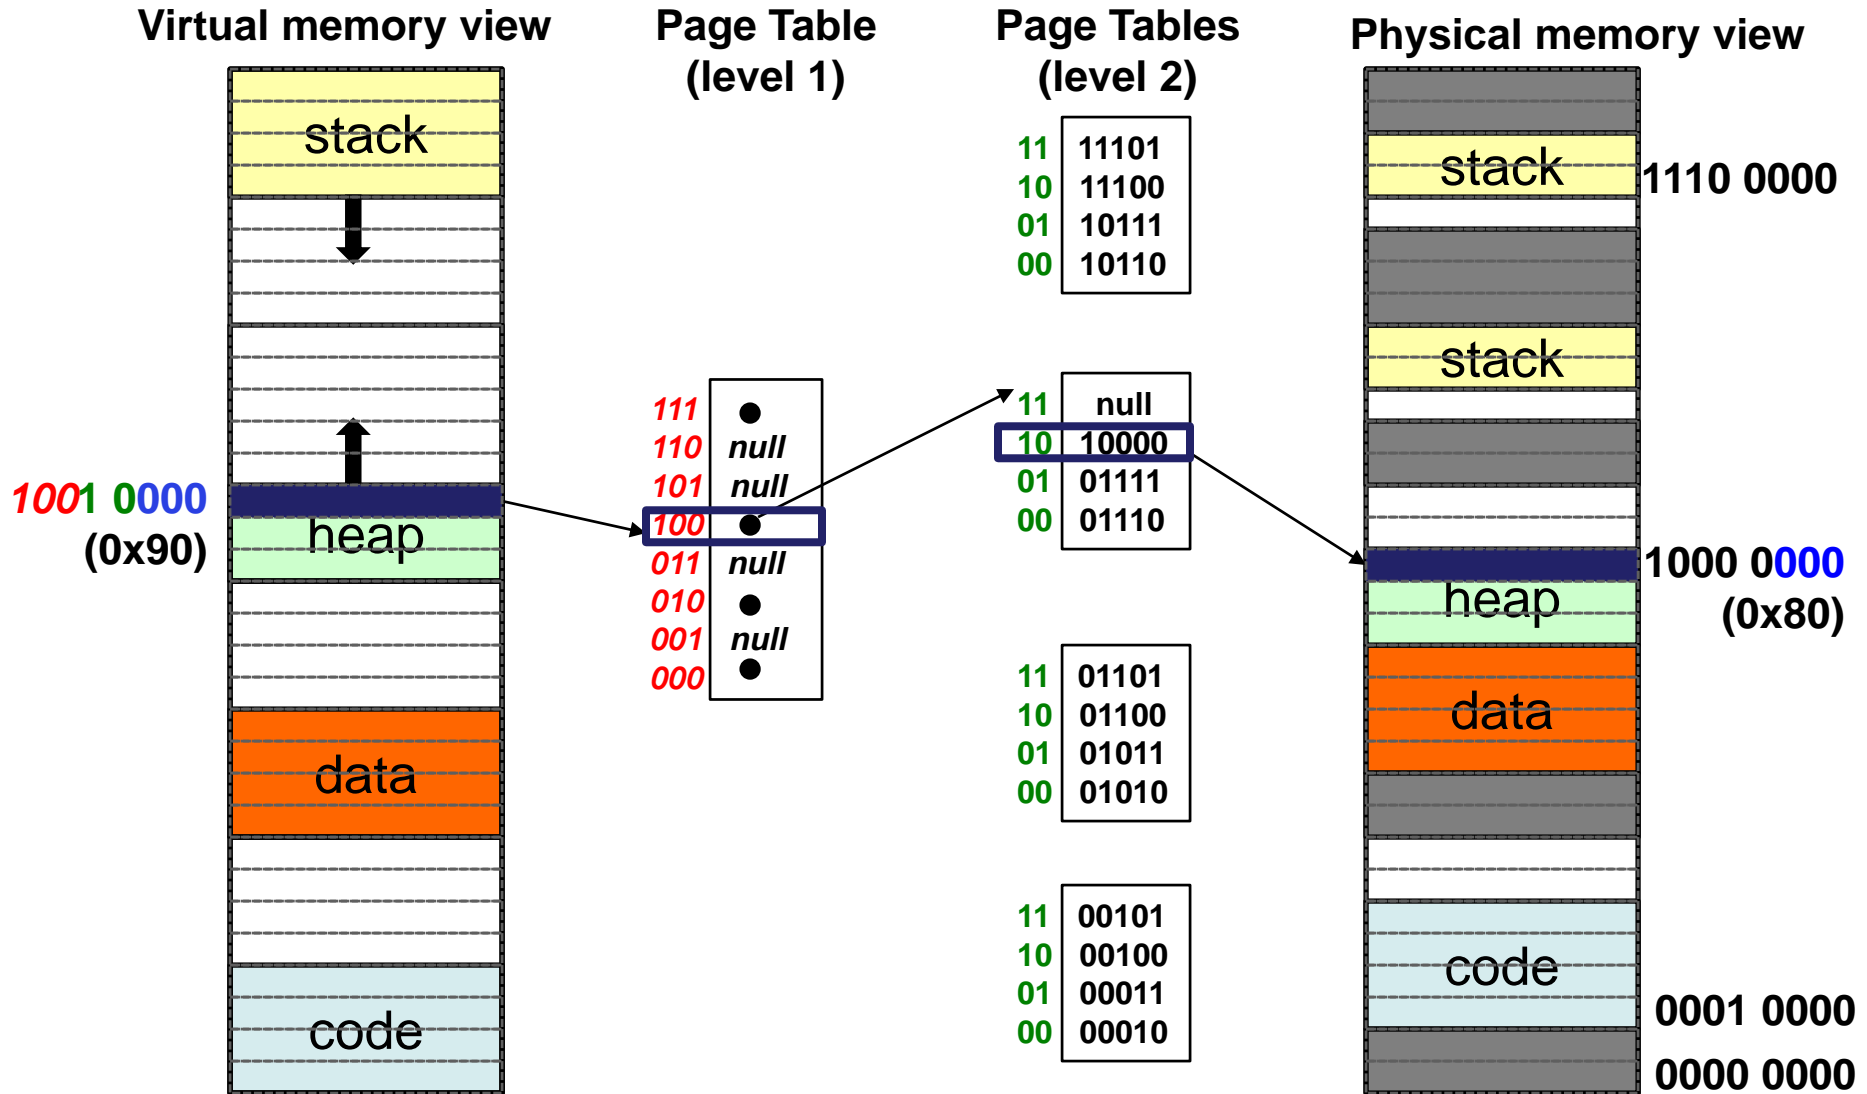 Virtual memory view
stack
1001 0000
(0x90)
heap
data
code
Page Table
(level 1)
111
110 null
101 null
100
011 null
010
001 null
000
Page Tables
(level 2)
11 11101
10 11100
01 10111
00 10110
11 null
10 10000
01 01111
00 01110
11 01101
10 01100
01 01011
00 01010
11 00101
10 00100
01 00011
00 00010
Physical memory view
stack 1110 0000
stack
1000 0000
heap (0x80)
data
code
0001 0000
0000 0000